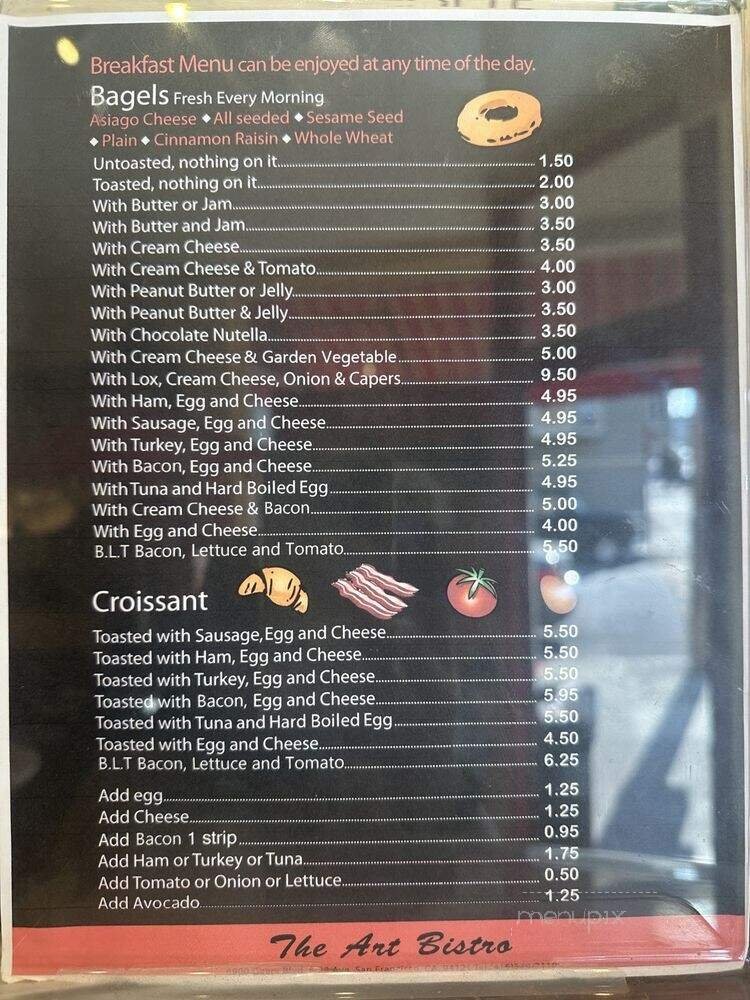 Breakfast Menu can be enjoyed at any time of the day.
Bagels Fresh Every Morning
Asiago Cheese ◆ All seeded ◆ Sesame Seed
◆ Plain ◆ Cinnamon Raisin ◆ Whole Wheat
Untoasted, nothing on it 1.50
Toasted, nothing on it 2.00
With Butter or Jam 3.00
With Butter and Jam 3.50
With Cream Cheese 3.50
With Cream Cheese & Tomato 4.00
With Peanut Butter or Jelly 3.00
With Peanut Butter & Jelly 3.50
With Chocolate Nutella 3.50
With Cream Cheese & Garden Vegetable 5.00
With Lox, Cream Cheese, Onion & Capers 9.50
With Ham, Egg and Cheese 4.95
With Sausage, Egg and Cheese 4.95
With Turkey, Egg and Cheese 4.95
With Bacon, Egg and Cheese 5.25
With Tuna and Hard Boiled Egg 4.95
With Cream Cheese & Bacon 5.00
With Egg and Cheese 4.00
B.L.T Bacon, Lettuce and Tomato 5.50
Croissant
Toasted with Sausage, Egg and Cheese 5.50
Toasted with Ham, Egg and Cheese 5.50
Toasted with Turkey, Egg and Cheese 5.50
Toasted with Bacon, Egg and Cheese 5.95
Toasted with Tuna and Hard Boiled Egg 5.50
Toasted with Egg and Cheese 4.50
B.L.T Bacon, Lettuce and Tomato 6.25
Add egg 1.25
Add Cheese 1.25
Add Bacon 1 strip 0.95
Add Ham or Turkey or Tuna 1.75
Add Tomato or Onion or Lettuce 0.50
Add Avocado 1.25
menupix
The Art Bistro
San Francisco, CA